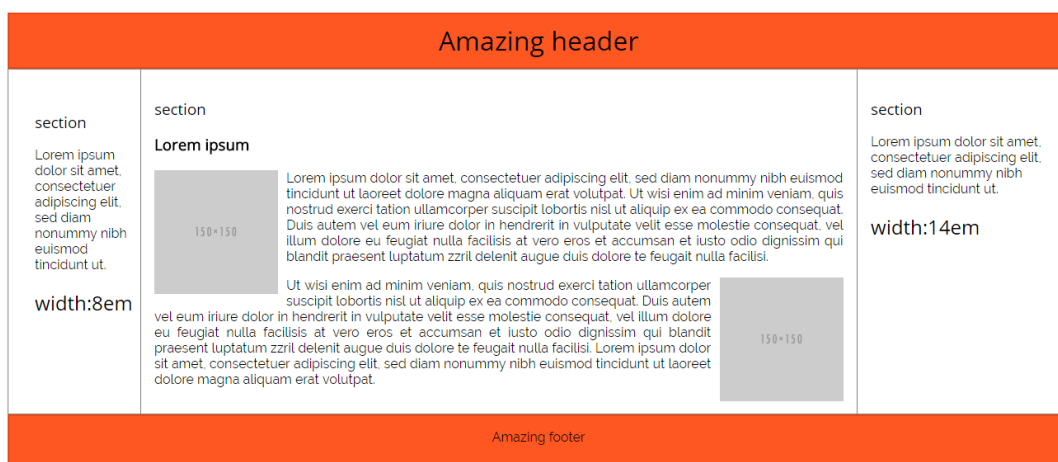 Amazing header
section
Lorem ipsum
dolor sit amet,
consectetuer
adipiscing elit,
sed diam
nonummy nibh
euismod
tincidunt ut.
width:8em
section
Lorem ipsum
150×150
Lorem ipsum dolor sit amet, consectetuer adipiscing elit, sed diam nonummy nibh euismod
tincidunt ut laoreet dolore magna aliquam erat volutpat. Ut wisi enim ad minim veniam, quis
nostrud exerci tation ullamcorper suscipit lobortis nisl ut aliquip ex ea commodo consequat.
Duis autem vel eum iriure dolor in hendrerit in vulputate velit esse molestie consequat, vel
illum dolore eu feugiat nulla facilisis at vero eros et accumsan et iusto odio dignissim qui
blandit praesent luptatum zzril delenit augue duis dolore te feugait nulla facilisi.
Ut wisi enim ad minim veniam, quis nostrud exerci tation ullamcorper
suscipit lobortis nisl ut aliquip ex ea commodo consequat. Duis autem
vel eum iriure dolor in hendrerit in vulputate velit esse molestie consequat, vel illum dolore
eu feugiat nulla facilisis at vero eros et accumsan et iusto odio dignissim qui blandit
praesent luptatum zzril delenit augue duis dolore te feugait nulla facilisi. Lorem ipsum dolor
sit amet, consectetuer adipiscing elit, sed diam nonummy nibh euismod tincidunt ut laoreet
dolore magna aliquam erat volutpat.
150×150
section
Lorem ipsum dolor sit amet,
consectetuer adipiscing elit,
sed diam nonummy nibh
euismod tincidunt ut.
width:14em
Amazing footer